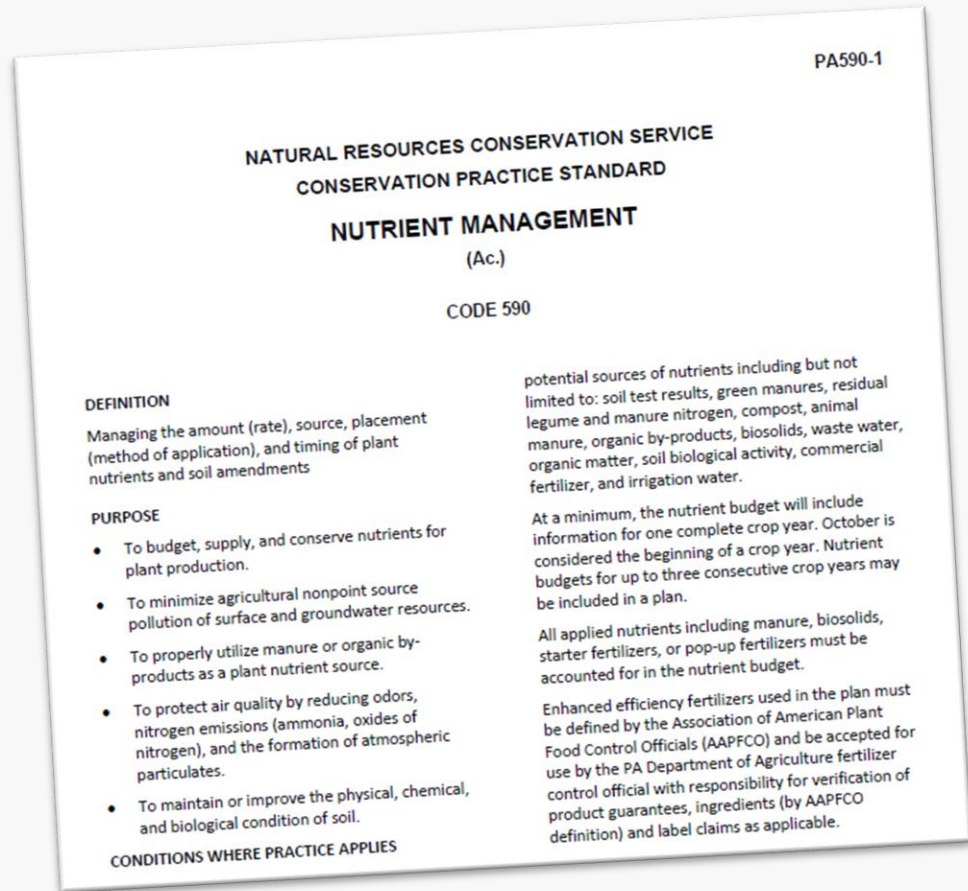 PA590-1
NATURAL RESOURCES CONSERVATION SERVICE
CONSERVATION PRACTICE STANDARD
NUTRIENT MANAGEMENT
(Ac.)
CODE 590
DEFINITION
Managing the amount (rate), source, placement
(method of application), and timing of plant
nutrients and soil amendments
PURPOSE
• To budget, supply, and conserve nutrients for
plant production.
• To minimize agricultural nonpoint source
pollution of surface and groundwater resources.
• To properly utilize manure or organic by-
products as a plant nutrient source.
• To protect air quality by reducing odors,
nitrogen emissions (ammonia, oxides of
nitrogen), and the formation of atmospheric
particulates.
• To maintain or improve the physical, chemical,
and biological condition of soil.
CONDITIONS WHERE PRACTICE APPLIES
potential sources of nutrients including but not
limited to: soil test results, green manures, residual
legume and manure nitrogen, compost, animal
manure, organic by-products, biosolids, waste water,
organic matter, soil biological activity, commercial
fertilizer, and irrigation water.
At a minimum, the nutrient budget will include
information for one complete crop year. October is
considered the beginning of a crop year. Nutrient
budgets for up to three consecutive crop years may
be included in a plan.
All applied nutrients including manure, biosolids,
starter fertilizers, or pop-up fertilizers must be
accounted for in the nutrient budget.
Enhanced efficiency fertilizers used in the plan must
be defined by the Association of American Plant
Food Control Officials (AAPFCO) and be accepted for
use by the PA Department of Agriculture fertilizer
control official with responsibility for verification of
product guarantees, ingredients (by AAPFCO
definition) and label claims as applicable.